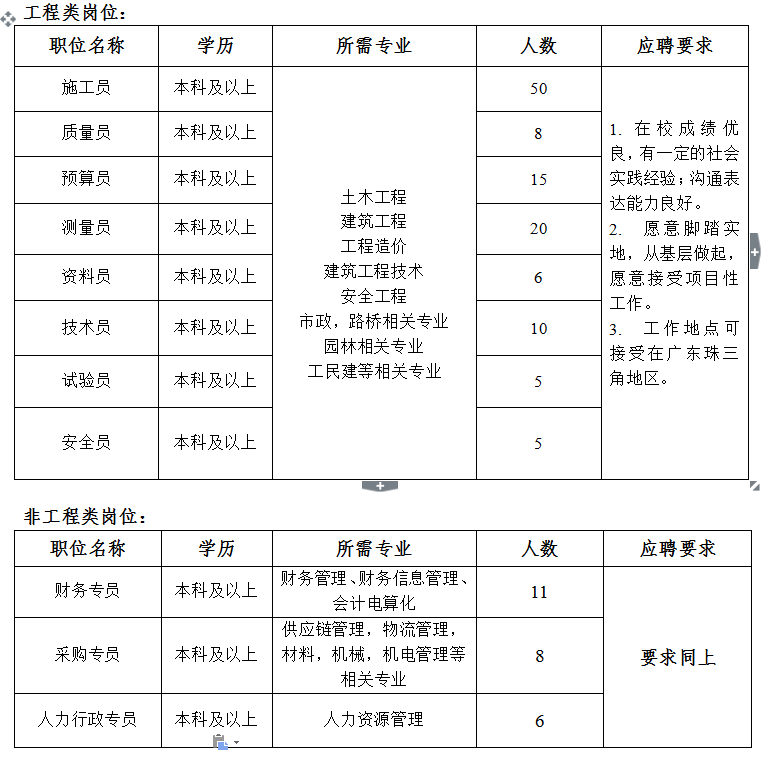 工程类岗位：
职位名称 学历 所需专业 人数 应聘要求
施工员 本科及以上 50
质量员 本科及以上 8
预算员 本科及以上 15
测量员 本科及以上 20
资料员 本科及以上 6
技术员 本科及以上 10
试验员 本科及以上 5
安全员 本科及以上 5
土木工程
建筑工程
工程造价
建筑工程技术
安全工程
市政，路桥相关专业
园林相关专业
工民建等相关专业
1. 在校成绩优
良，有一定的社会
实践经验；沟通表
达能力良好。
2. 愿意脚踏实
地，从基层做起，
愿意接受项目性
工作。
3. 工作地点可
接受在广东珠三
角地区。
非工程类岗位：
职位名称 学历 所需专业 人数 应聘要求
财务专员 本科及以上
财务管理、财务信息管理、
会计电算化
11
采购专员 本科及以上
供应链管理，物流管理，
材料，机械，机电管理等
相关专业
8
人力行政专员 本科及以上 人力资源管理 6
要求同上